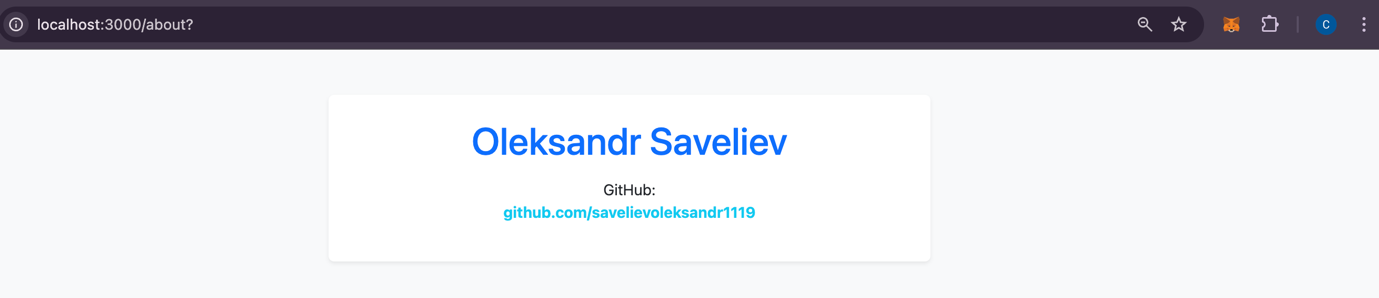 localhost:3000/about?
C
Oleksandr Saveliev
GitHub:
github.com/savelievoleksandr1119